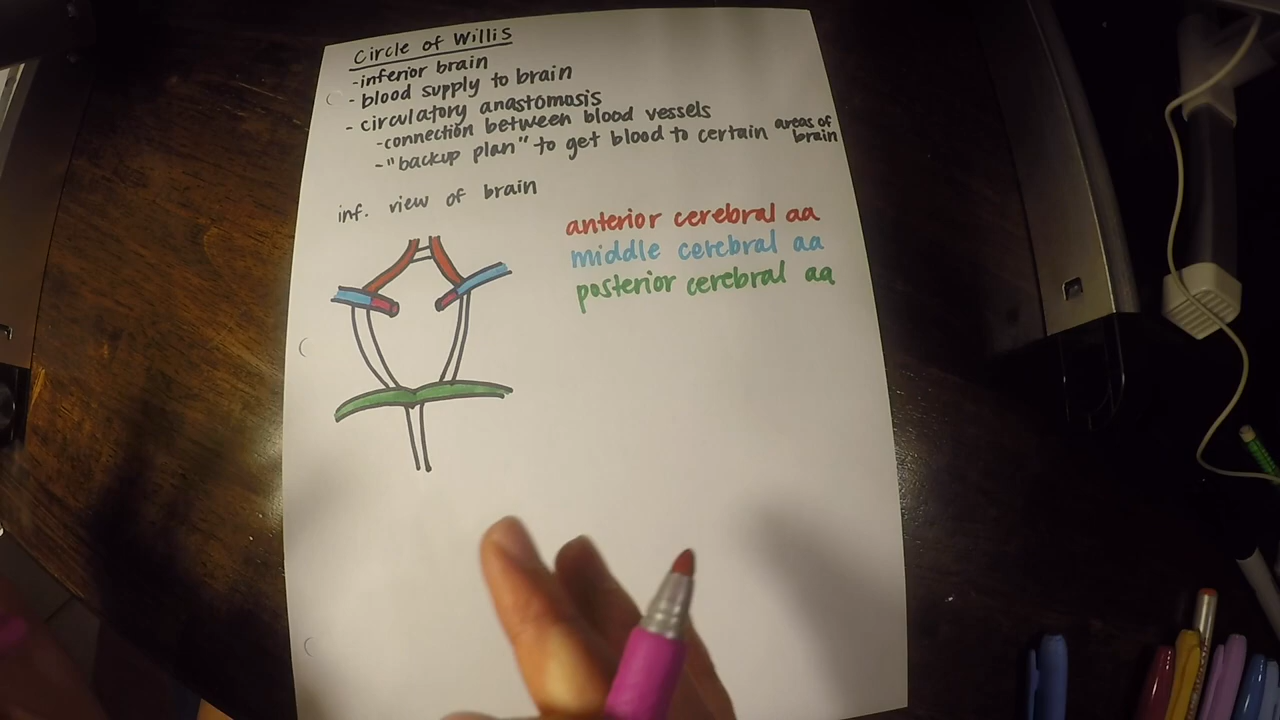 Circle of Willis
-inferior brain
- blood supply to brain
- circulatory anastomosis
-connection between blood vessels
-"backup plan" to get blood to certain areas of brain
inf. view of brain
anterior cerebral aa
middle cerebral aa
posterior cerebral aa